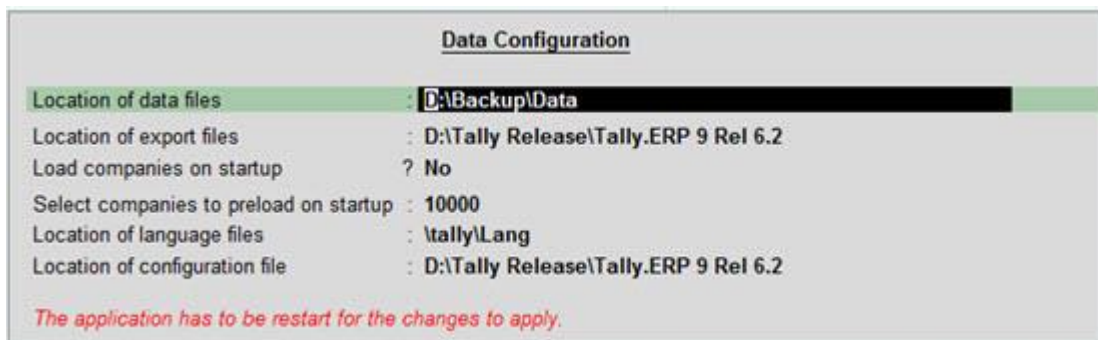 Data Configuration
Location of data files : D:\Backup\Data
Location of export files : D:\Tally Release\Tally.ERP 9 Rel 6.2
Load companies on startup ? No
Select companies to preload on startup : 10000
Location of language files : \tally\Lang
Location of configuration file : D:\Tally Release\Tally.ERP 9 Rel 6.2
The application has to be restart for the changes to apply.